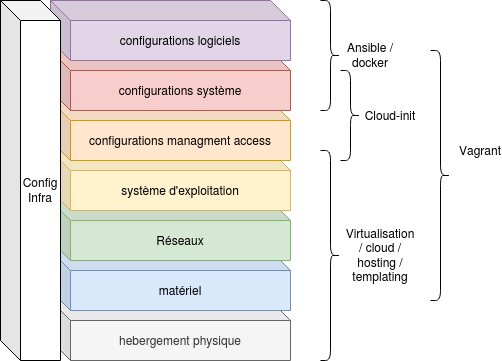 configurations logiciels
configurations système
configurations managment access
système d'exploitation
Réseaux
matériel
hebergement physique
Config
Infra
Ansible /
docker
Cloud-init
Virtualisation
/ cloud /
hosting /
templating
Vagrant